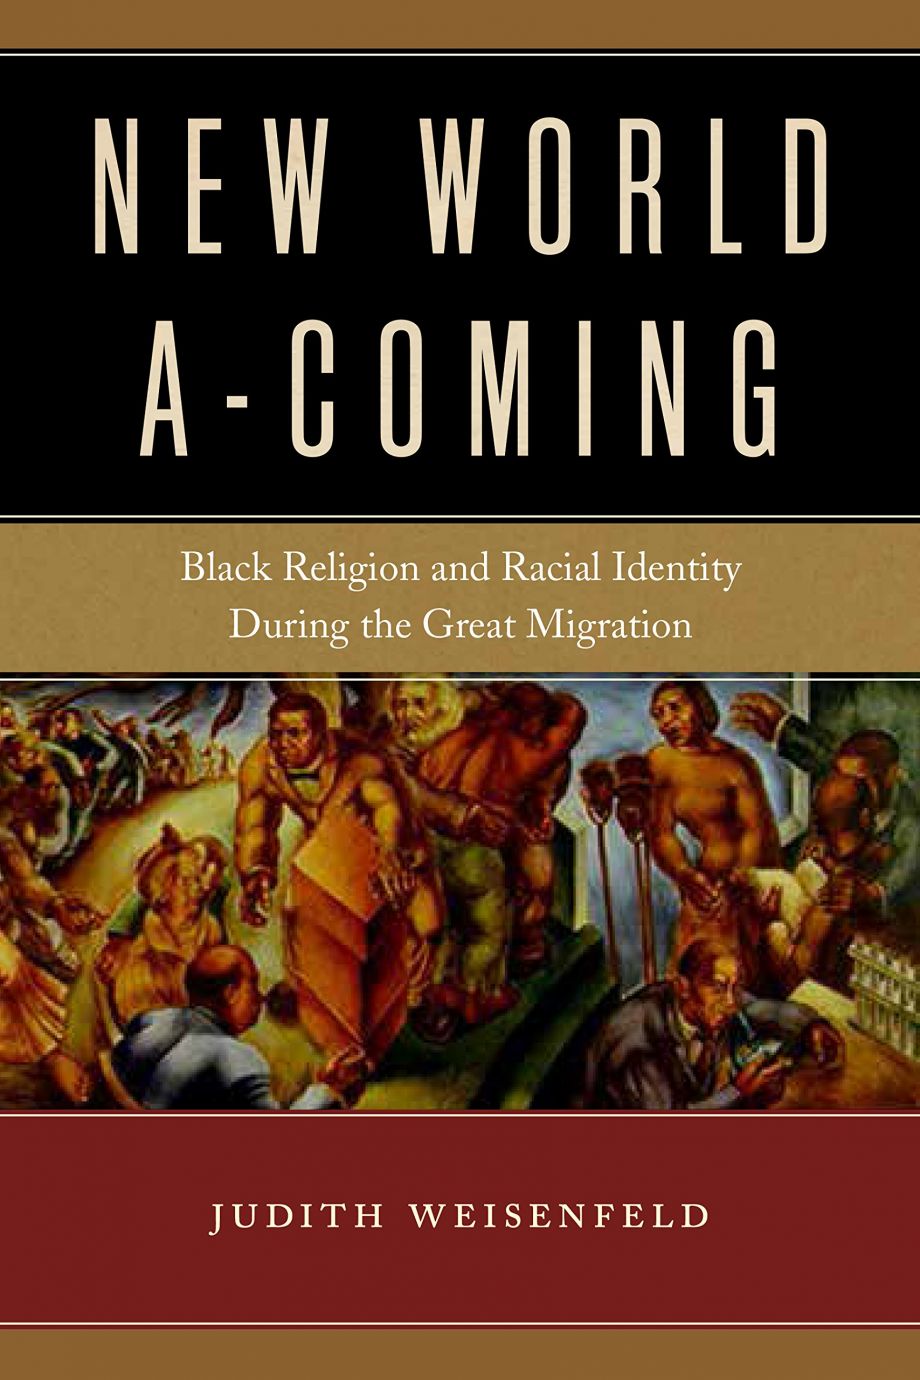 NEW WORLD
A-COMING
Black Religion and Racial Identity
During the Great Migration
JUDITH WEISENFELD